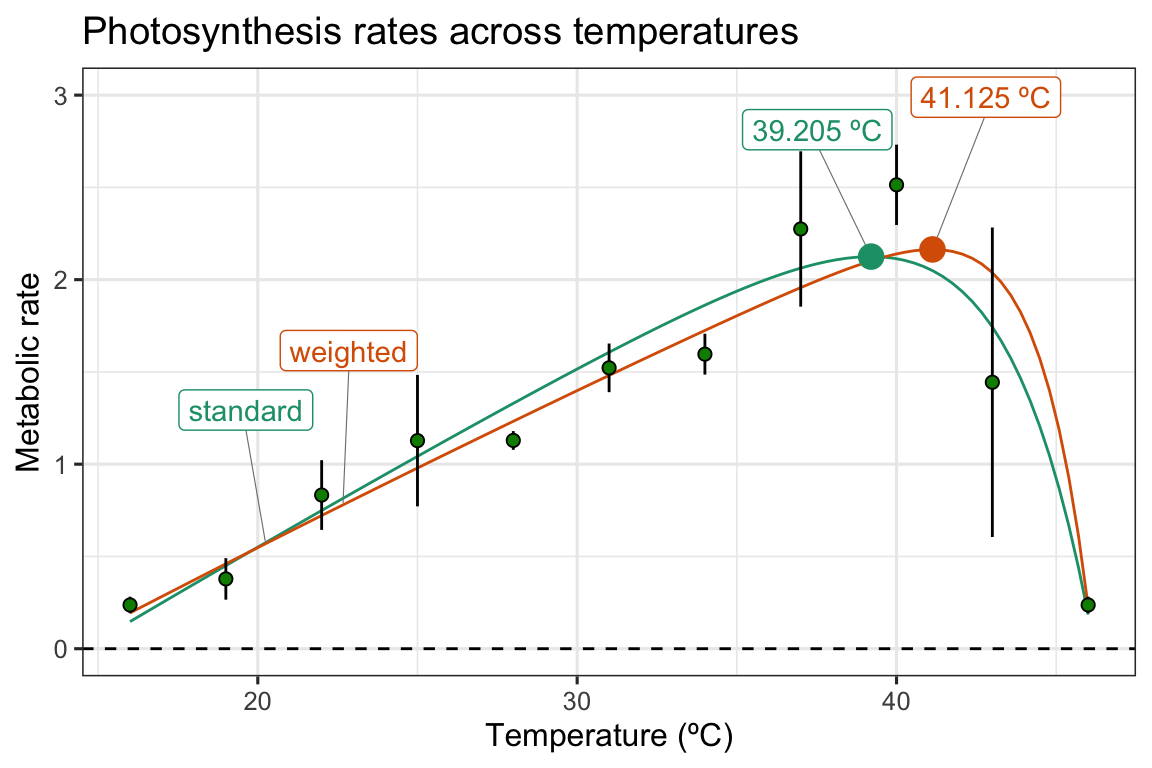 Photosynthesis rates across temperatures
3
2
1
0
Metabolic rate
39.205 ºC
41.125 ºC
weighted
standard
20
30
40
Temperature (ºC)